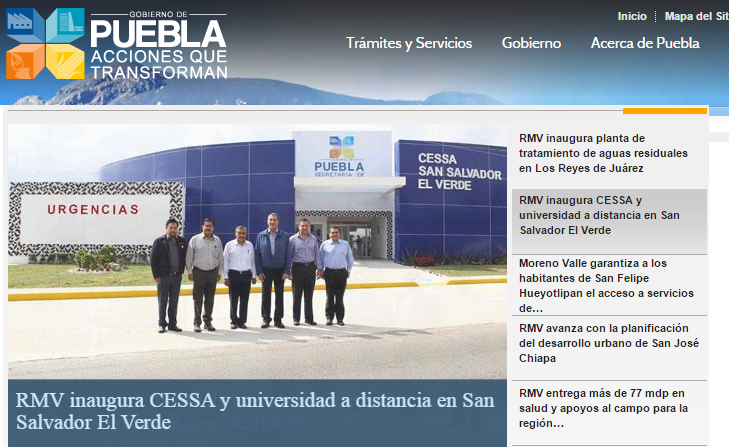 GOBIERNO DE
PUEBLA
ACCIONES QUE
TRANSFORMAN
Inicio
Mapa del Sit
Trámites y Servicios
Gobierno
Acerca de Puebla
URGENCIAS
PUEBLA
SECRETARIA DE
CESSA
SAN SALVADOR
EL VERDE
RMV inaugura CESSA y universidad a distancia en San
Salvador El Verde
RMV inaugura planta de
tratamiento de aguas residuales
en Los Reyes de Juárez
RMV inaugura CESSA y
universidad a distancia en San
Salvador El Verde
Moreno Valle garantiza a los
habitantes de San Felipe
Hueyotlipan el acceso a servicios
de…
RMV avanza con la planificación
del desarrollo urbano de San José
Chiapa
RMV entrega más de 77 mdp en
salud y apoyos al campo para la
región…